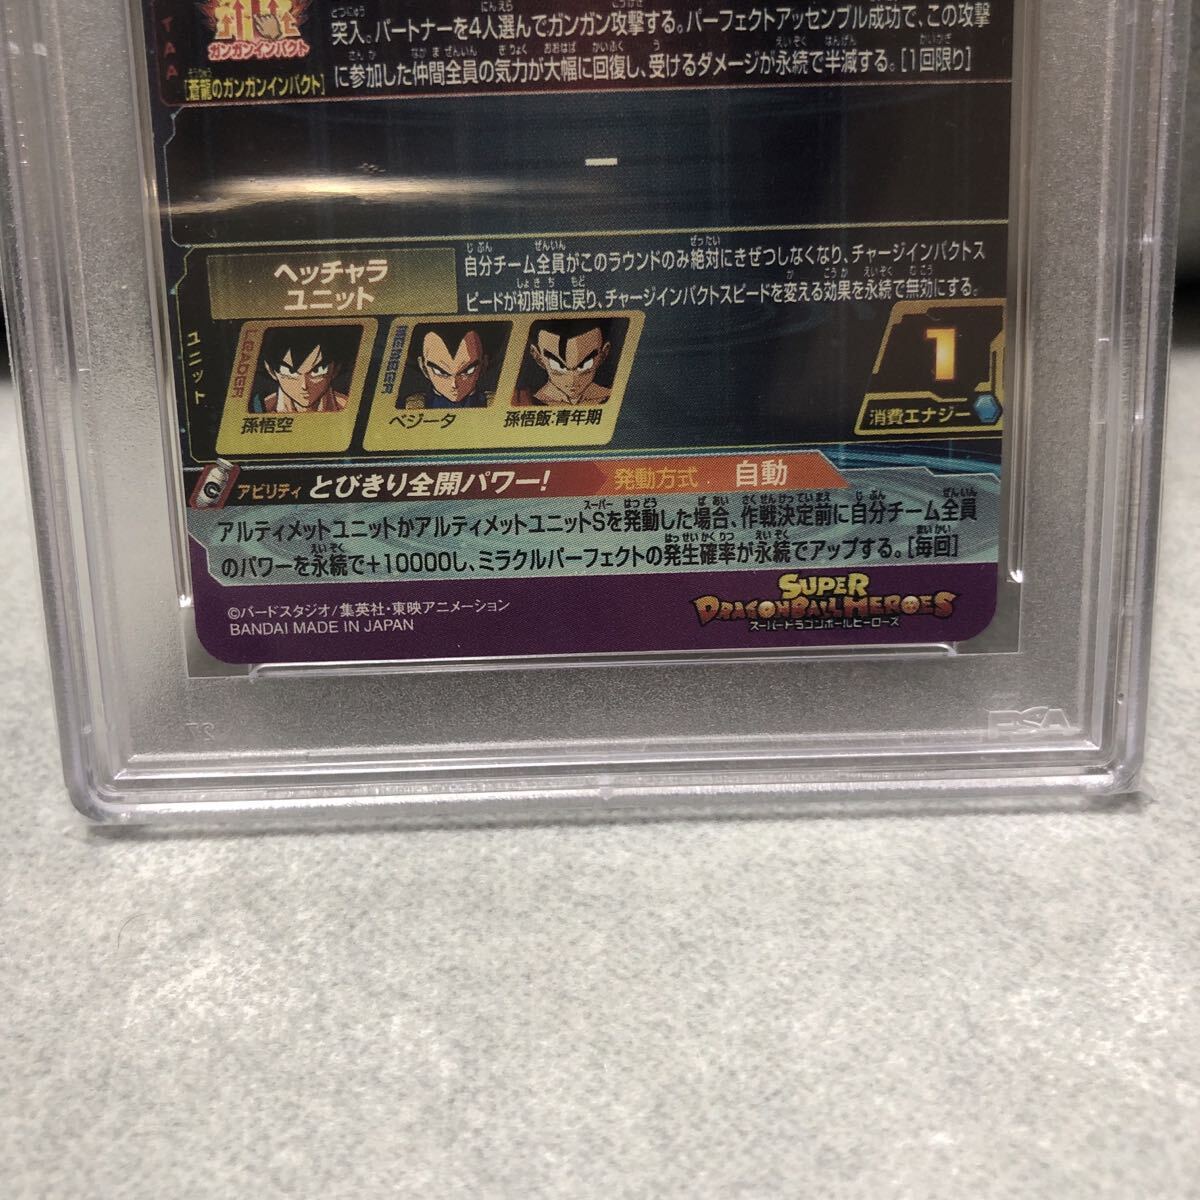 突入。パートナーを4人選んでガンガン攻撃する。パーフェクトアッセンブル成功で、この攻撃
に参加した仲間全員の気力が大幅に回復し、受けるダメージが永続で半減する。[1回限り]
ガンガンインパクト
[蒼龍のガンガンインパクト]
ー
ヘッチャラ
ユニット
自分チーム全員がこのラウンドのみ絶対にきぜつしなくなり、チャージインパクトス
ピードが初期値に戻り、チャージインパクトスピードを変える効果を永続で無効にする。
ユニット
LEADER
孫悟空
MEMBER
ベジータ
孫悟飯:青年期
1
消費エナジー
アビリティ とびきり全開パワー! 発動方式 自動
アルティメットユニットかアルティメットユニットSを発動した場合、作戦決定前に自分チーム全員
のパワーを永続で+10000し、ミラクルパーフェクトの発生確率が永続でアップする。[毎回]
©バードスタジオ/集英社・東映アニメーション
BANDAI MADE IN JAPAN
SUPER
DRAGONBALL HEROES
スーパードラゴンボールヒーローズ
PSA
27